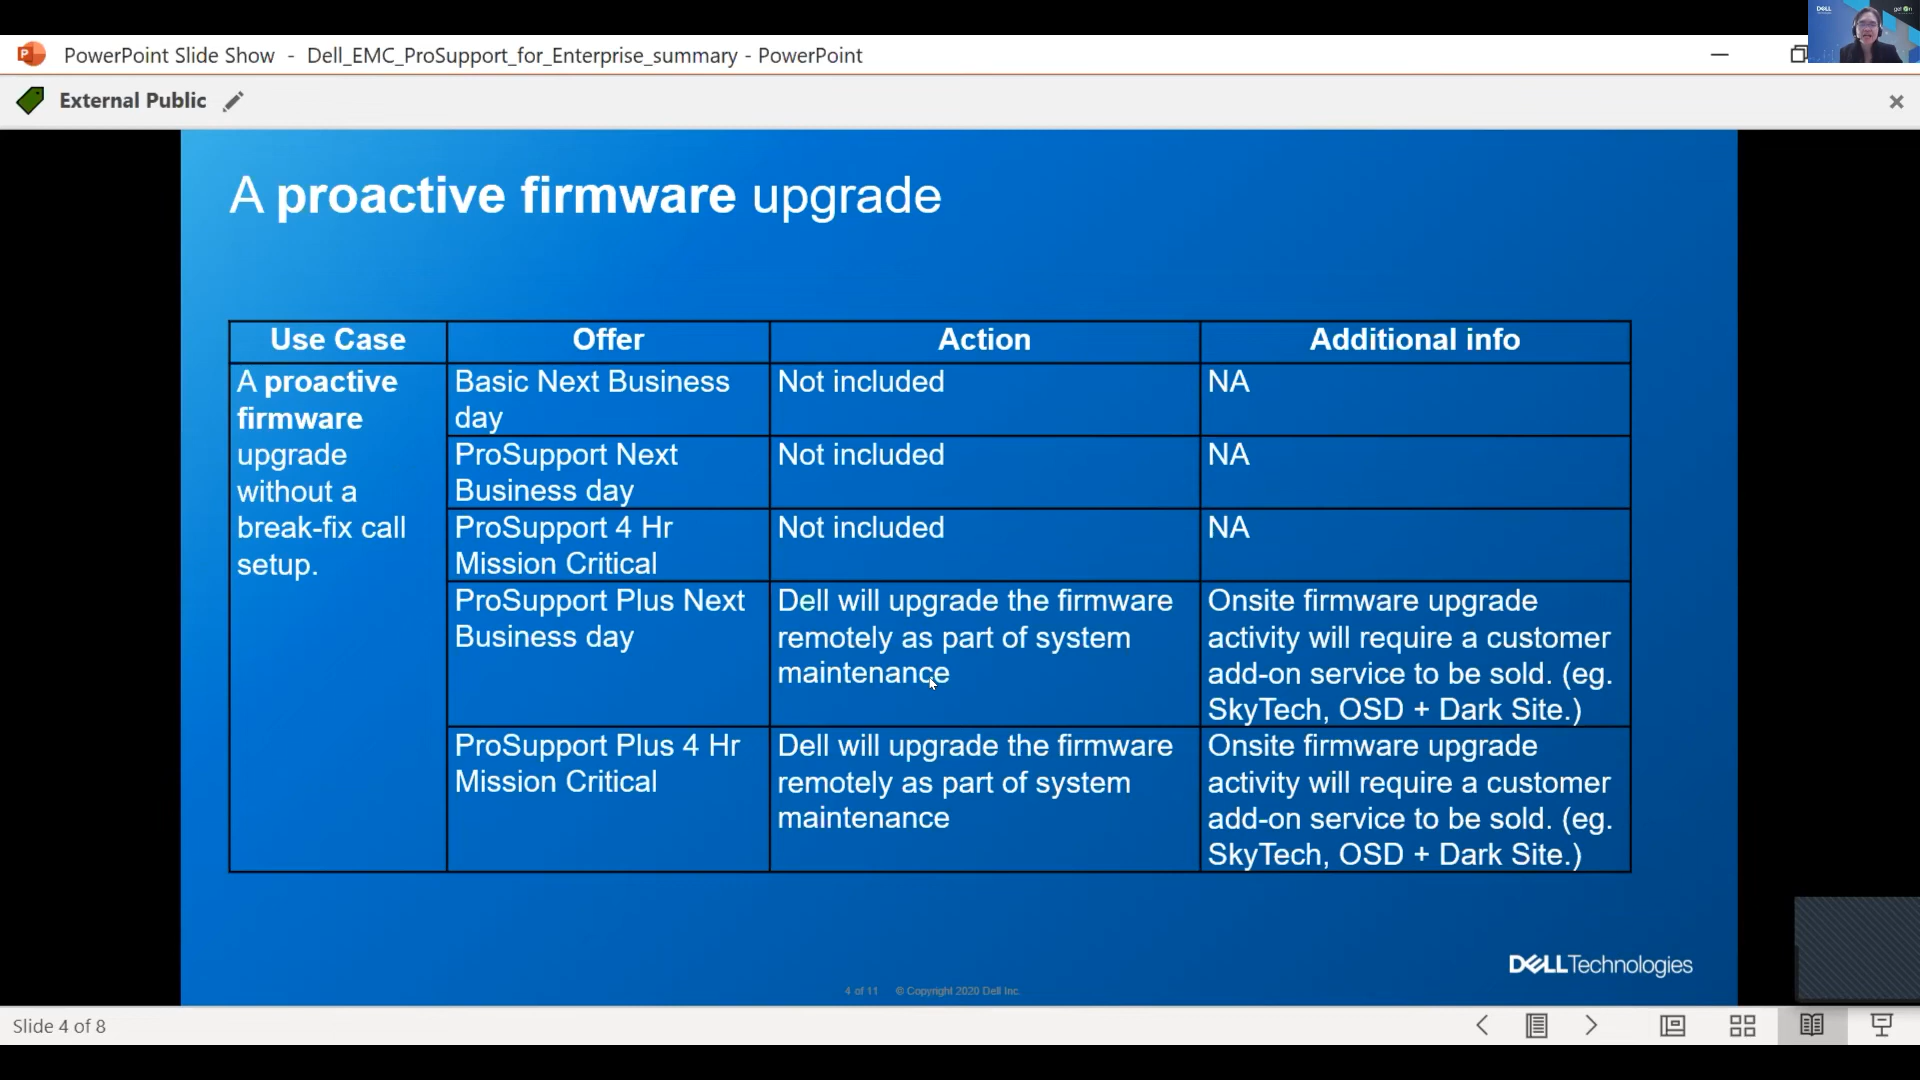 DELL
PowerPoint Slide Show - Dell_EMC_ProSupport_for_Enterprise_summary - PowerPoint
External Public
A proactive firmware upgrade
Use Case
Offer
Action
Additional info
A proactive
firmware
upgrade
without a
break-fix call
setup.
Basic Next Business
day
Not included
NA
ProSupport Next
Business day
Not included
NA
ProSupport 4 Hr
Mission Critical
Not included
NA
ProSupport Plus Next
Business day
Dell will upgrade the firmware
remotely as part of system
maintenance
Onsite firmware upgrade
activity will require a customer
add-on service to be sold. (eg.
SkyTech, OSD + Dark Site.)
ProSupport Plus 4 Hr
Mission Critical
Dell will upgrade the firmware
remotely as part of system
maintenance
Onsite firmware upgrade
activity will require a customer
add-on service to be sold. (eg.
SkyTech, OSD + Dark Site.)
DELL Technologies
4 of 11 © Copyright 2020 Dell Inc.
Slide 4 of 8